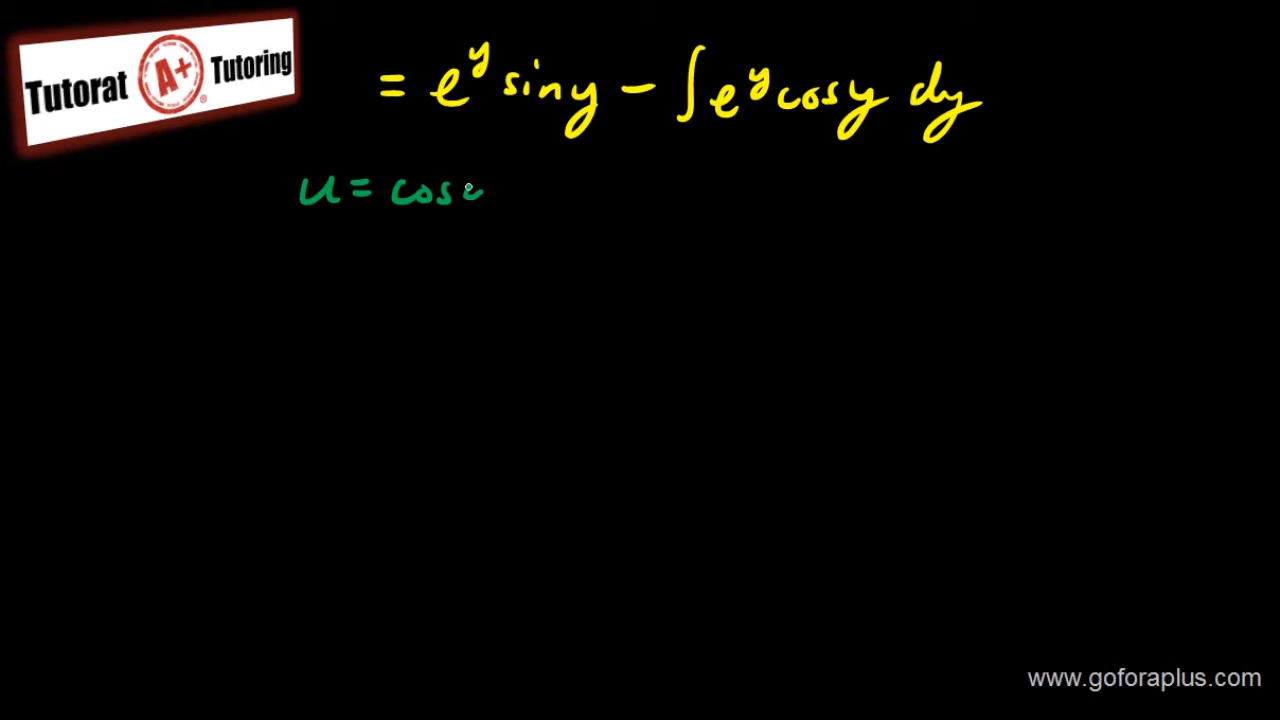 Tutorat A+ Tutoring ®
= e^y sin y − ∫ e^y cos y dy
u = cos
www.goforaplus.com